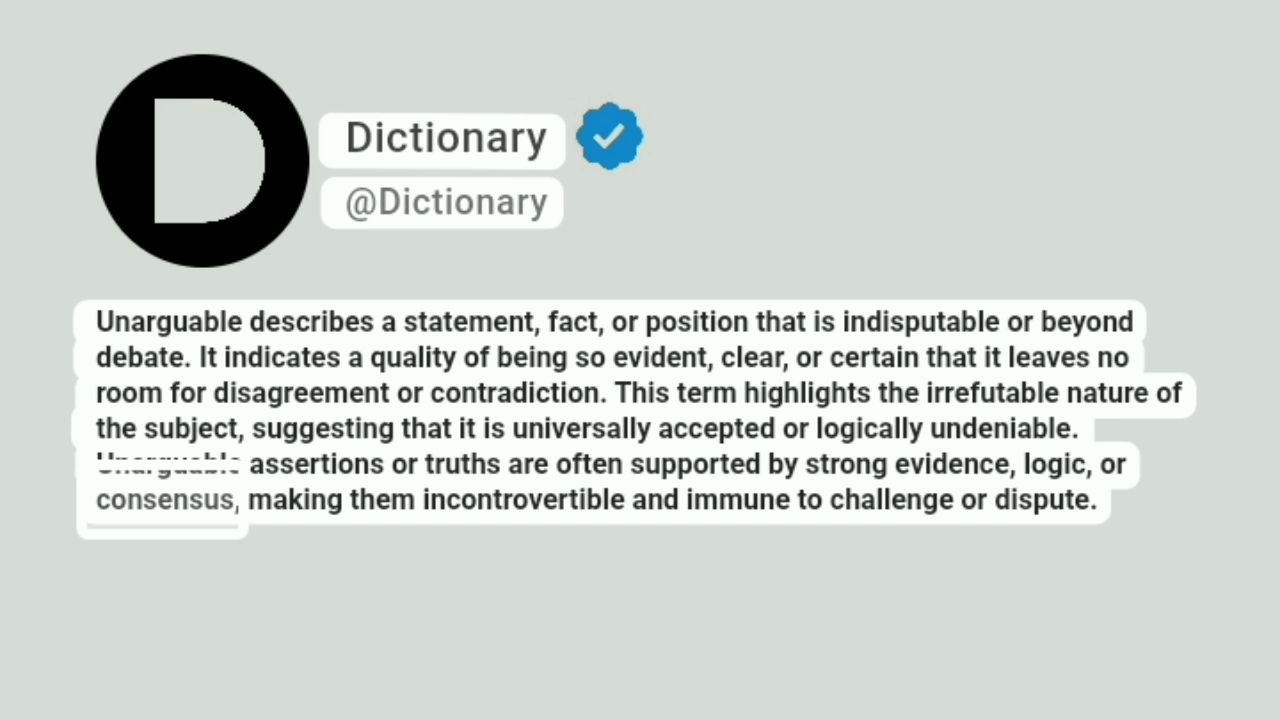 D
Dictionary
@Dictionary
Unarguable describes a statement, fact, or position that is indisputable or beyond
debate. It indicates a quality of being so evident, clear, or certain that it leaves no
room for disagreement or contradiction. This term highlights the irrefutable nature of
the subject, suggesting that it is universally accepted or logically undeniable.
Unarguable assertions or truths are often supported by strong evidence, logic, or
consensus, making them incontrovertible and immune to challenge or dispute.